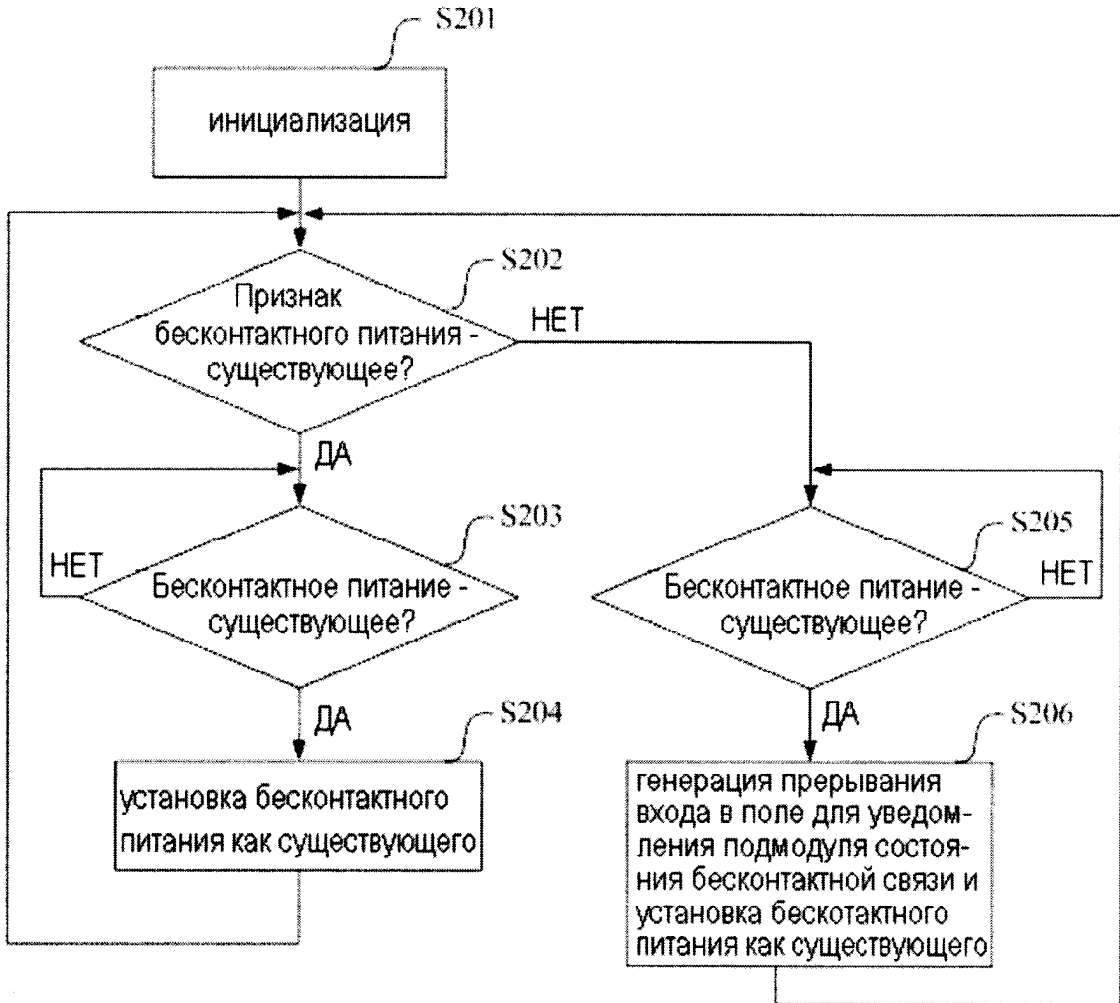 S201
инициализация
S202
Признак
бесконтактного питания -
существующее?
НЕТ
ДА
S203
Бесконтактное питание -
существующее?
НЕТ
ДА
S205
Бесконтактное питание -
существующее?
НЕТ
ДА
S204
установка бесконтактного
питания как существующего
S206
генерация прерывания
входа в поле для уведом-
ления подмодуля состоя-
ния бесконтактной связи и
установка бескотактного
питания как существующего